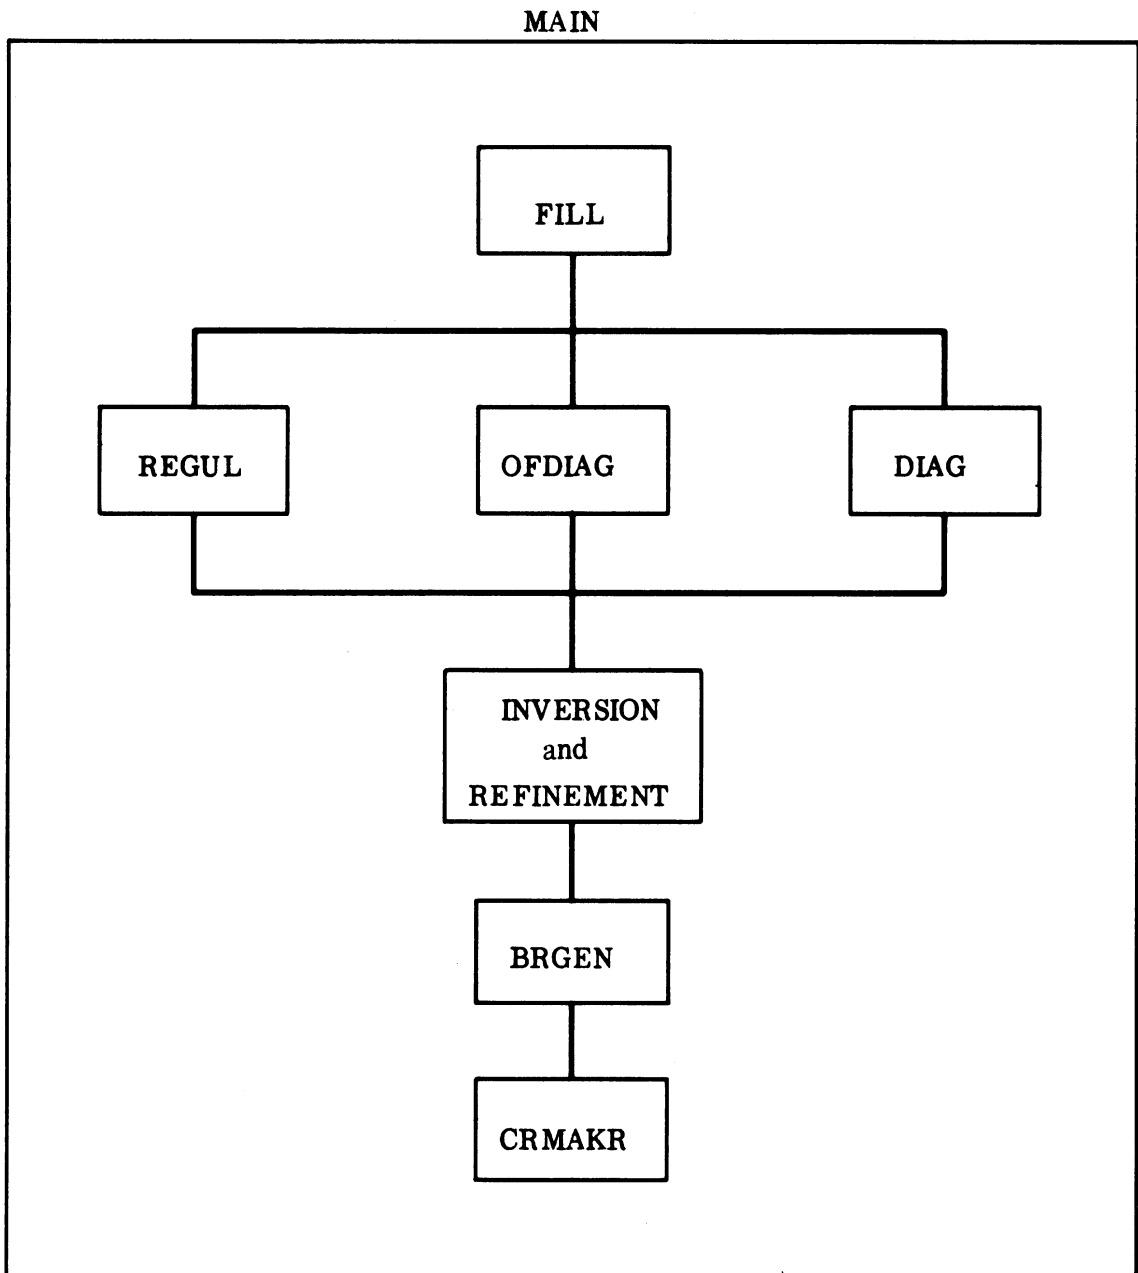 MAIN
FILL
REGUL
OFDIAG
DIAG
INVERSION
and
REFINEMENT
BRGEN
CRMAKR